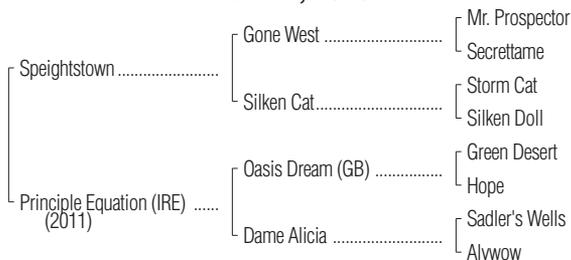 Mr. Prospector
Gone West ........................
Secrettame
Speightstown .....................
Storm Cat
Silken Cat..........................
Silken Doll
Green Desert
Oasis Dream (GB) ..............
Hope
Principle Equation (IRE) ......
(2011)
Sadler's Wells
Dame Alicia ......................
Alywow